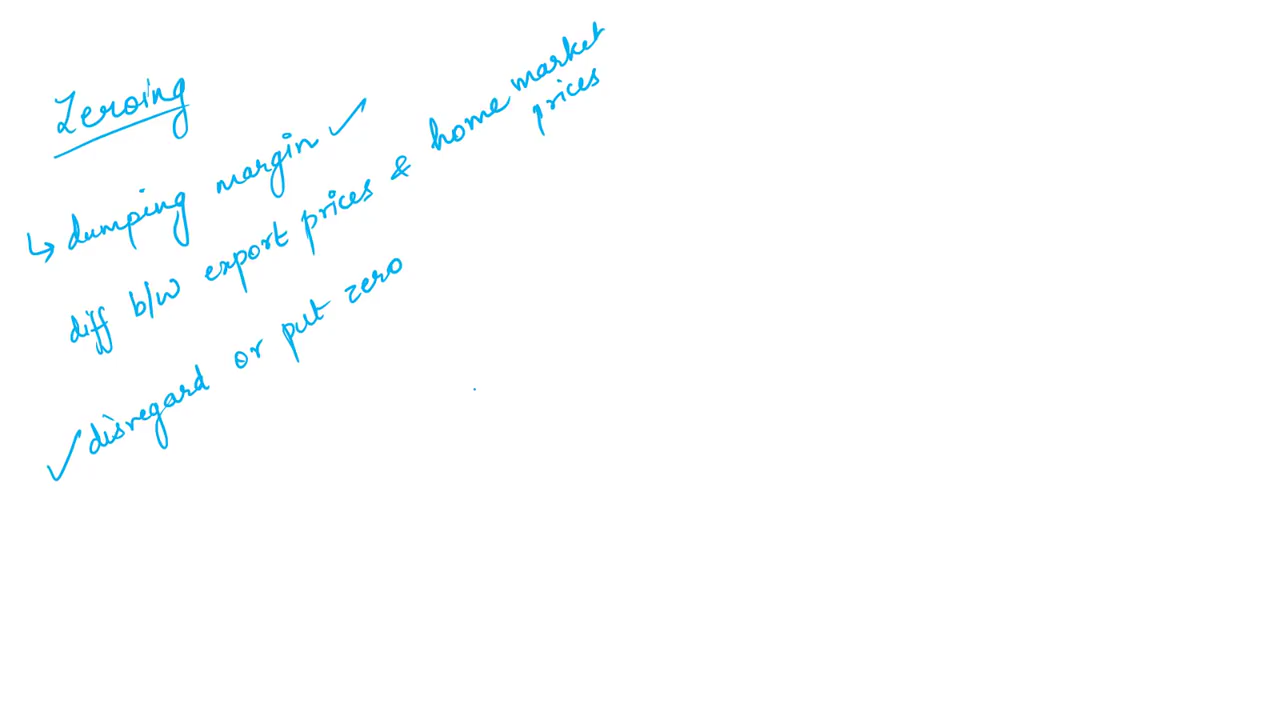 Zeroing
↳ dumping margin ✓
diff b/w export prices & home market prices
✓ disregard or put zero